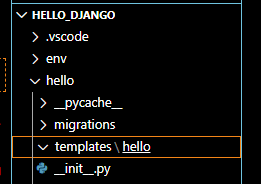 HELLO_DJANGO
.vscode
env
hello
__pycache__
migrations
templates \ hello
__init__.py